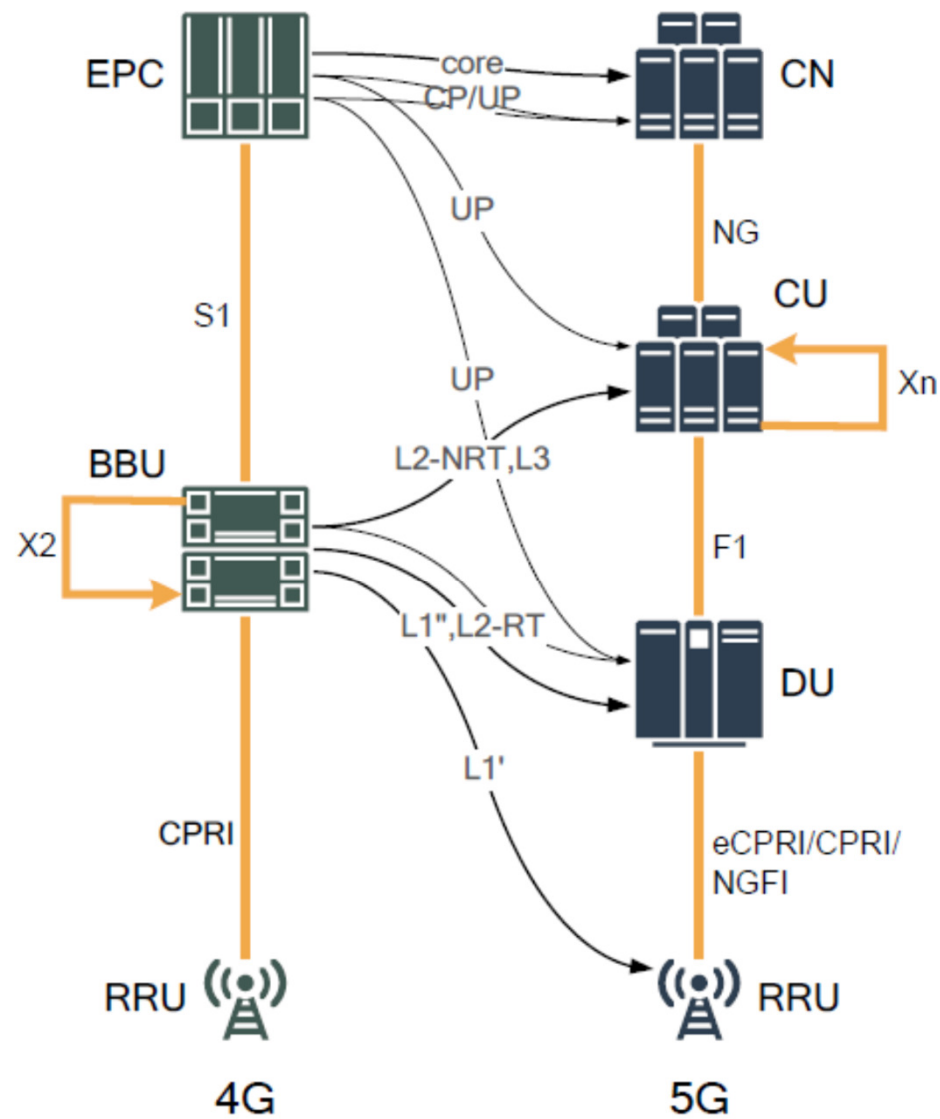 EPC
core
CN
CP/UP
UP
NG
CU
S1
UP
Xn
BBU
L2-NRT,L3
X2
F1
L1",L2-RT
DU
L1'
CPRI
eCPRI/CPRI/
NGFI
RRU
RRU
4G
5G